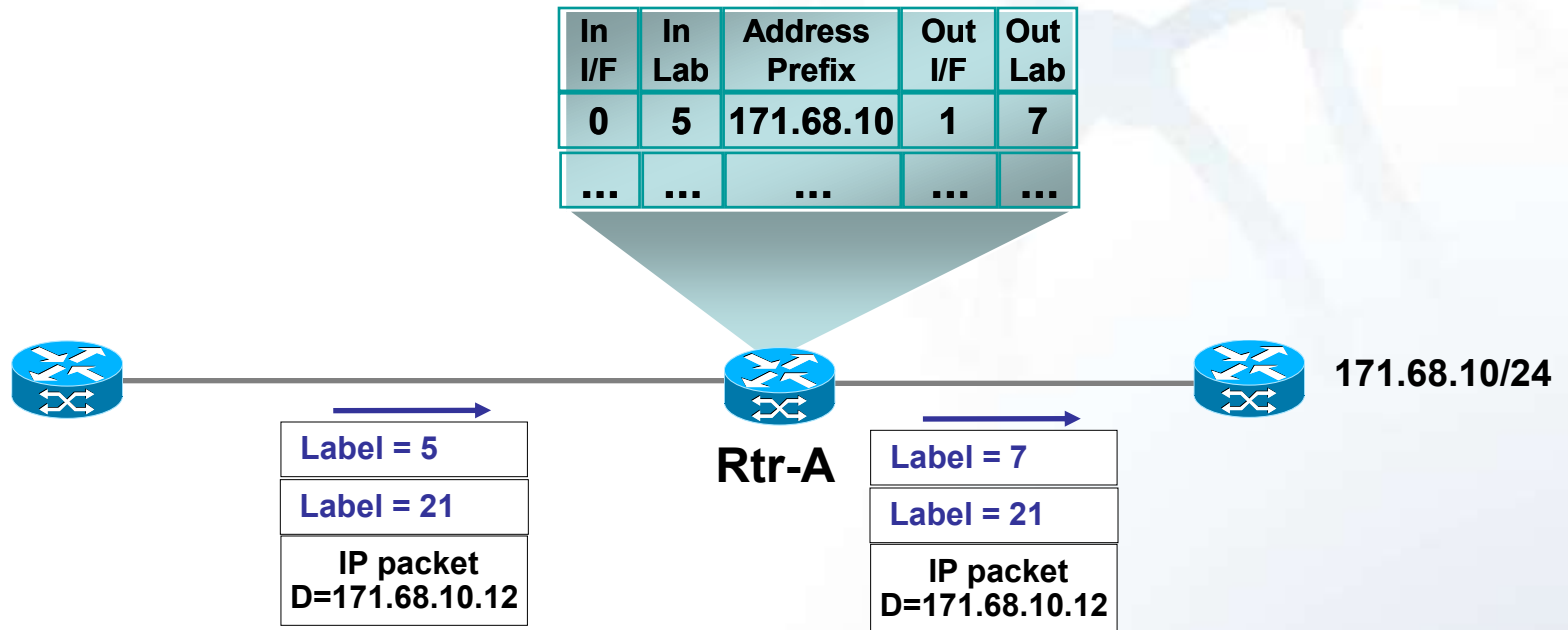 In I/F In Lab Address Prefix Out I/F Out Lab
0 5 171.68.10 1 7
... ... ... ... ...
171.68.10/24
Rtr-A
Label = 5
Label = 21
IP packet
D=171.68.10.12
Label = 7
Label = 21
IP packet
D=171.68.10.12